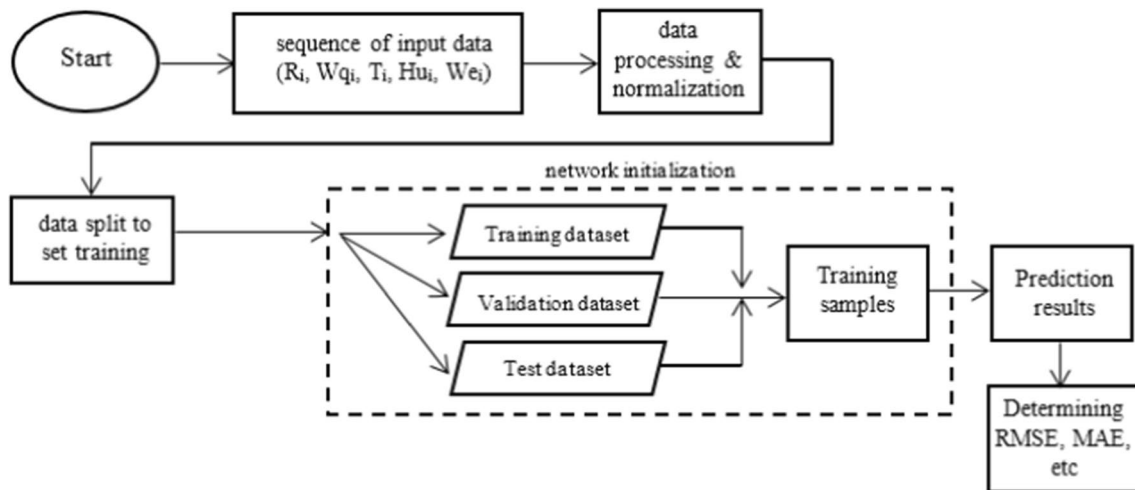 Start
sequence of input data
(Rᵢ, Wqᵢ, Tᵢ, Huᵢ, Weᵢ)
data
processing &
normalization
network initialization
data split to
set training
Training dataset
Validation dataset
Test dataset
Training
samples
Prediction
results
Determining
RMSE, MAE,
etc